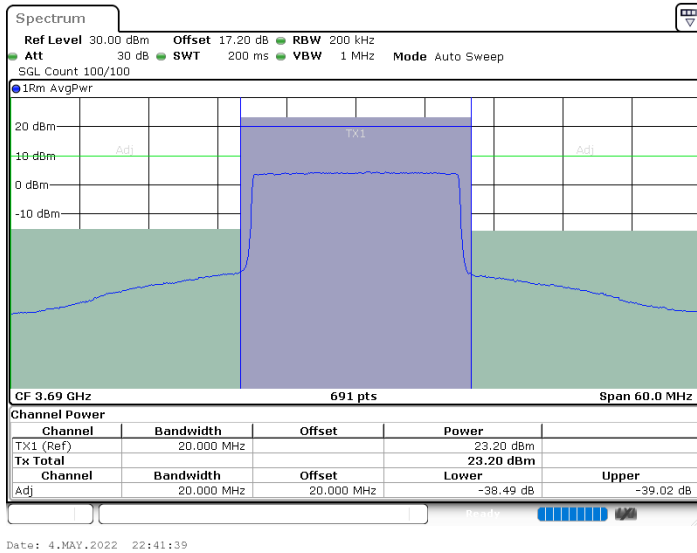 Spectrum
Ref Level 30.00 dBm Offset 17.20 dB RBW 200 kHz
Att 30 dB SWT 200 ms VBW 1 MHz Mode Auto Sweep
SGL Count 100/100
1Rm AvgPwr
20 dBm
TX1
Adj Adj
10 dBm
0 dBm
-10 dBm
CF 3.69 GHz 691 pts Span 60.0 MHz
Channel Power
Channel Bandwidth Offset Power
TX1 (Ref) 20.000 MHz 23.20 dBm
Tx Total 23.20 dBm
Channel Bandwidth Offset Lower Upper
Adj 20.000 MHz 20.000 MHz -38.49 dB -39.02 dB
Ready
Date: 4.MAY.2022 22:41:39